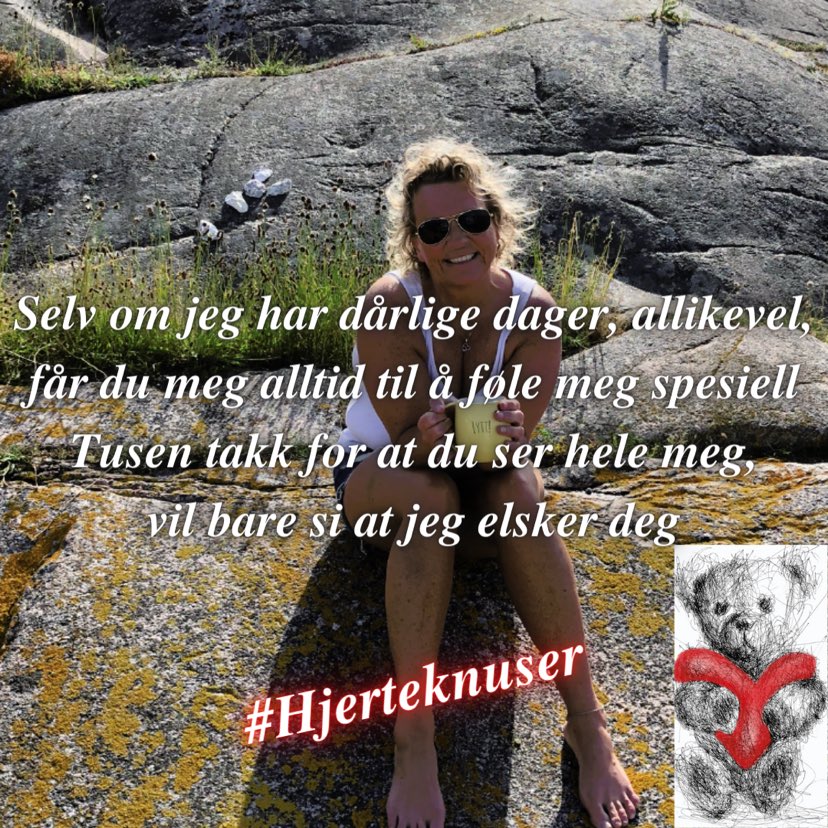 Selv om jeg har dårlige dager, allikevel,
får du meg alltid til å føle meg spesiell
Tusen takk for at du ser hele meg,
vil bare si at jeg elsker deg
#Hjerteknuser